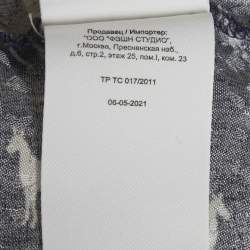 Продавец / Импортер:
"ООО "ФЭШН СТУДИО",
г.Москва, Преснянская наб.,
д.6, стр.2, этаж 25, пом.I, ком. 23
ТР ТС 017/2011
06-05-2021